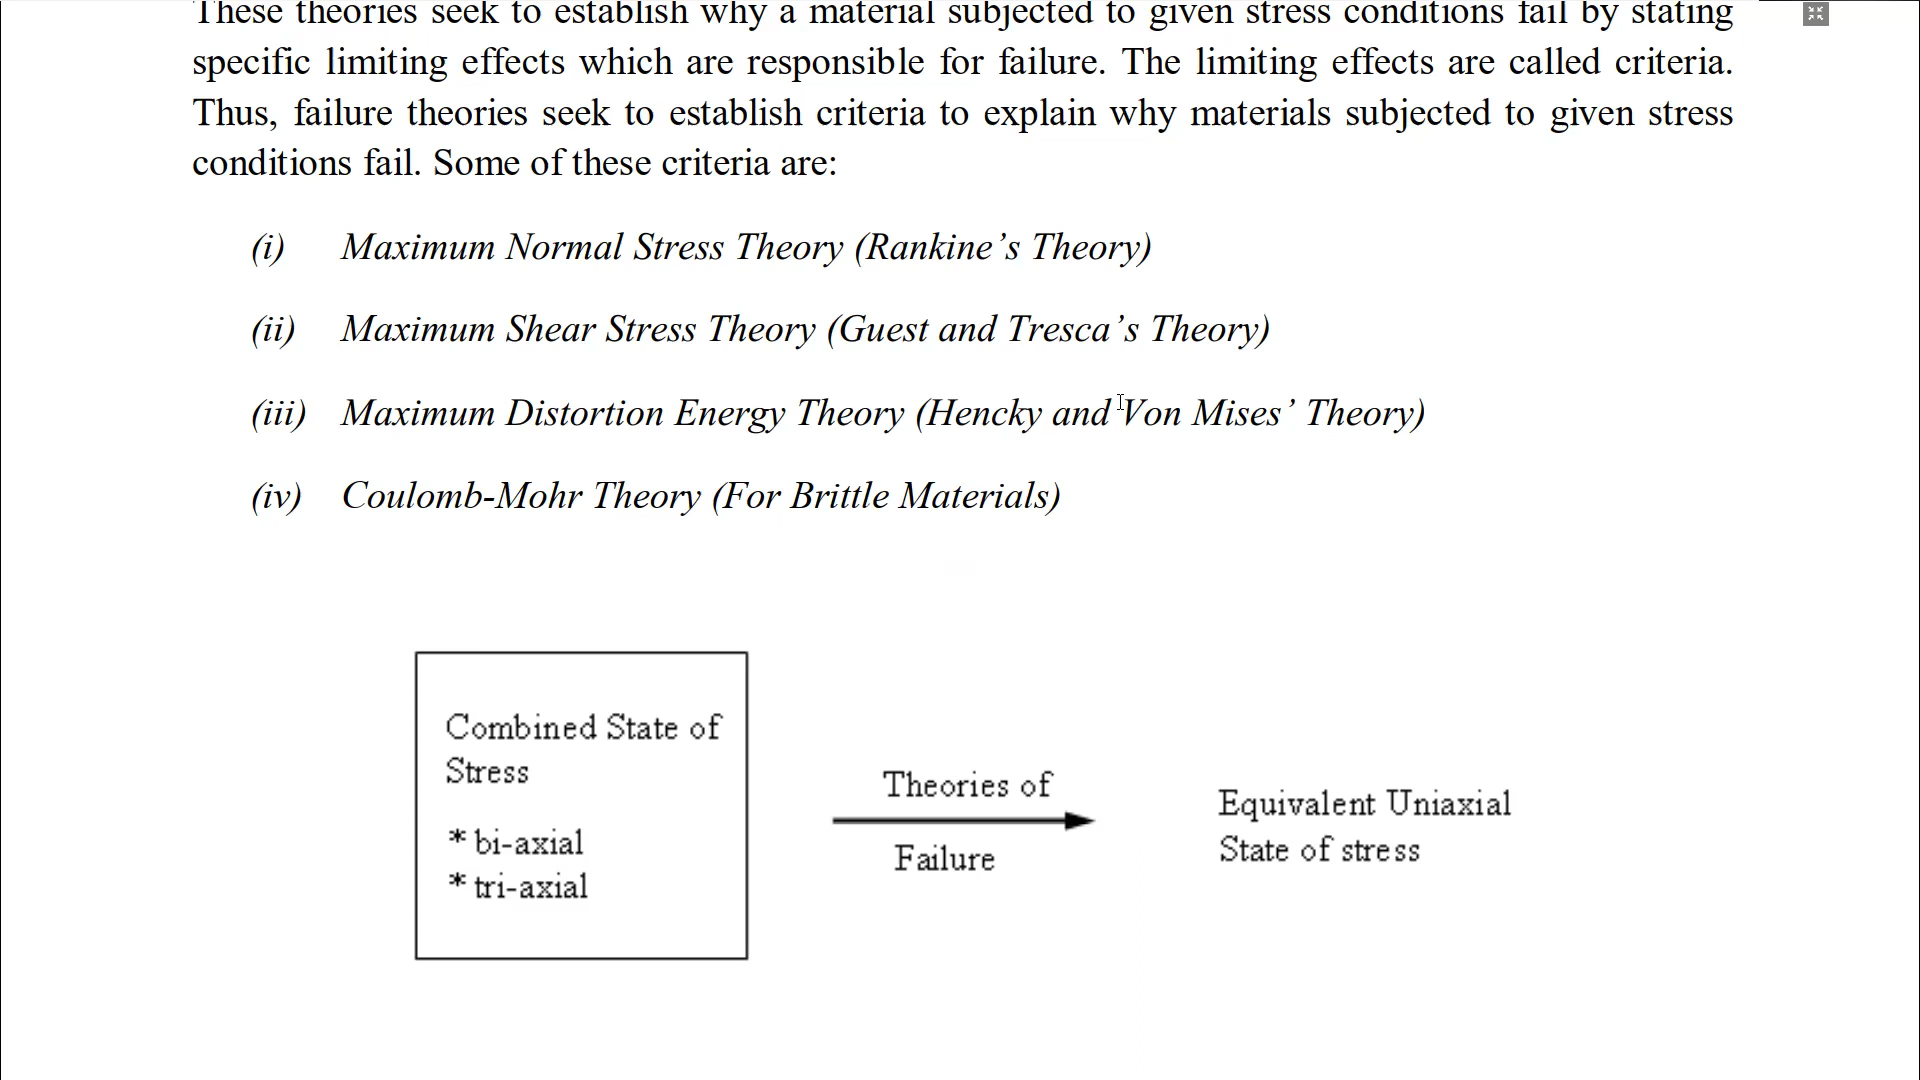 These theories seek to establish why a material subjected to given stress conditions fail by stating
specific limiting effects which are responsible for failure. The limiting effects are called criteria.
Thus, failure theories seek to establish criteria to explain why materials subjected to given stress
conditions fail. Some of these criteria are:
(i) Maximum Normal Stress Theory (Rankine’s Theory)
(ii) Maximum Shear Stress Theory (Guest and Tresca’s Theory)
(iii) Maximum Distortion Energy Theory (Hencky and Von Mises’ Theory)
(iv) Coulomb-Mohr Theory (For Brittle Materials)
Combined State of
Stress
* bi-axial
* tri-axial
Theories of
Failure
Equivalent Uniaxial
State of stress